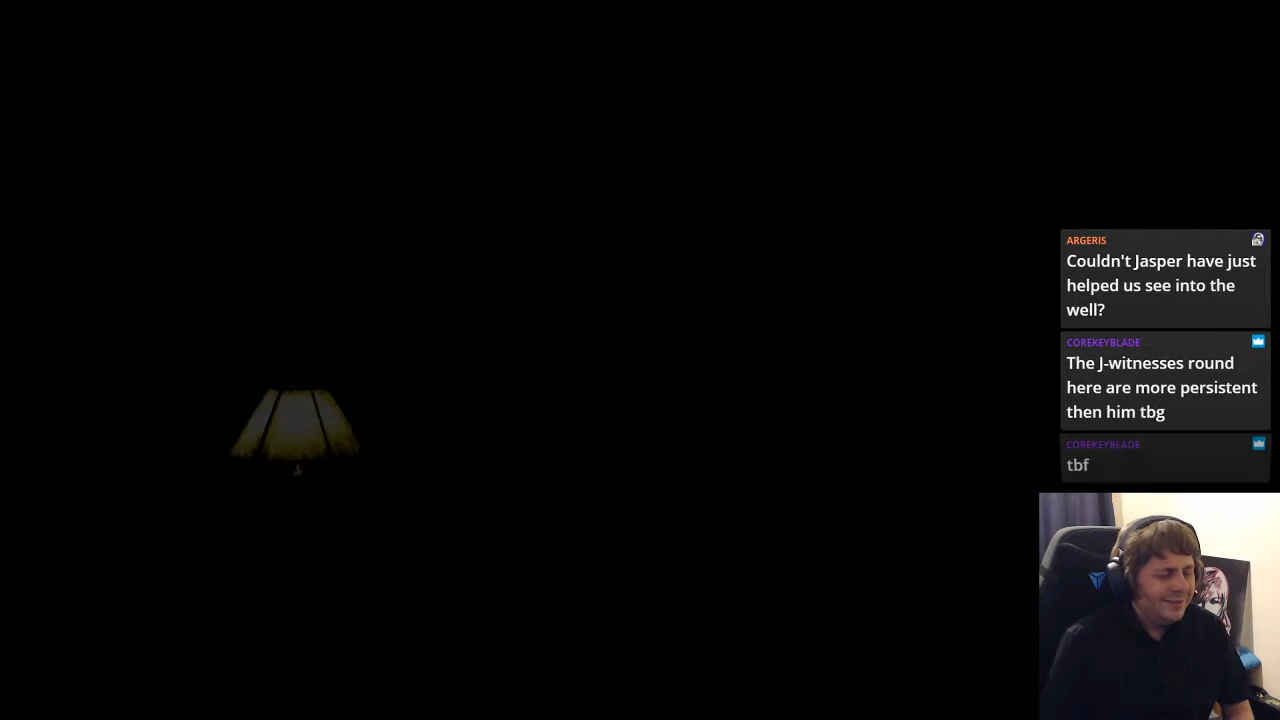 ARGERIS
Couldn't Jasper have just
helped us see into the
well?
COREKEYBLADE
The J-witnesses round
here are more persistent
then him tbg
COREKEYBLADE
tbf